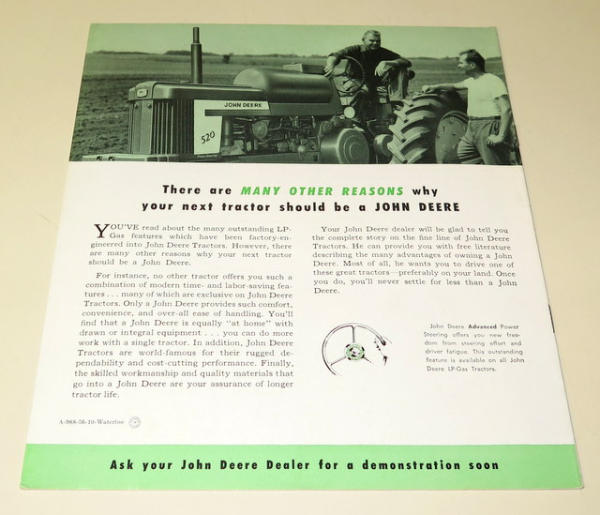 JOHN DEERE
520
There are MANY OTHER REASONS why
your next tractor should be a JOHN DEERE
YOU'VE read about the many outstanding LP-
Gas features which have been factory-en-
gineered into John Deere Tractors. However, there
are many other reasons why your next tractor
should be a John Deere.
For instance, no other tractor offers you such a
combination of modern time- and labor-saving fea-
tures . . . many of which are exclusive on John Deere
Tractors. Only a John Deere provides such comfort,
convenience, and over-all ease of handling. You'll
find that a John Deere is equally "at home" with
drawn or integral equipment . . . you can do more
work with a single tractor. In addition, John Deere
Tractors are world-famous for their rugged de-
pendability and cost-cutting performance. Finally,
the skilled workmanship and quality materials that
go into a John Deere are your assurance of longer
tractor life.
A-988-56-10-Waterloo
Your John Deere dealer will be glad to tell you
the complete story on the fine line of John Deere
Tractors. He can provide you with free literature
describing the many advantages of owning a John
Deere. Most of all, he wants you to drive one of
these great tractors—preferably on your land. Once
you do, you'll never settle for less than a John
Deere.
John Deere Advanced Power
Steering offers you new free-
dom from steering effort and
driver fatigue. This outstanding
feature is available on all John
Deere LP-Gas Tractors.
Ask your John Deere Dealer for a demonstration soon